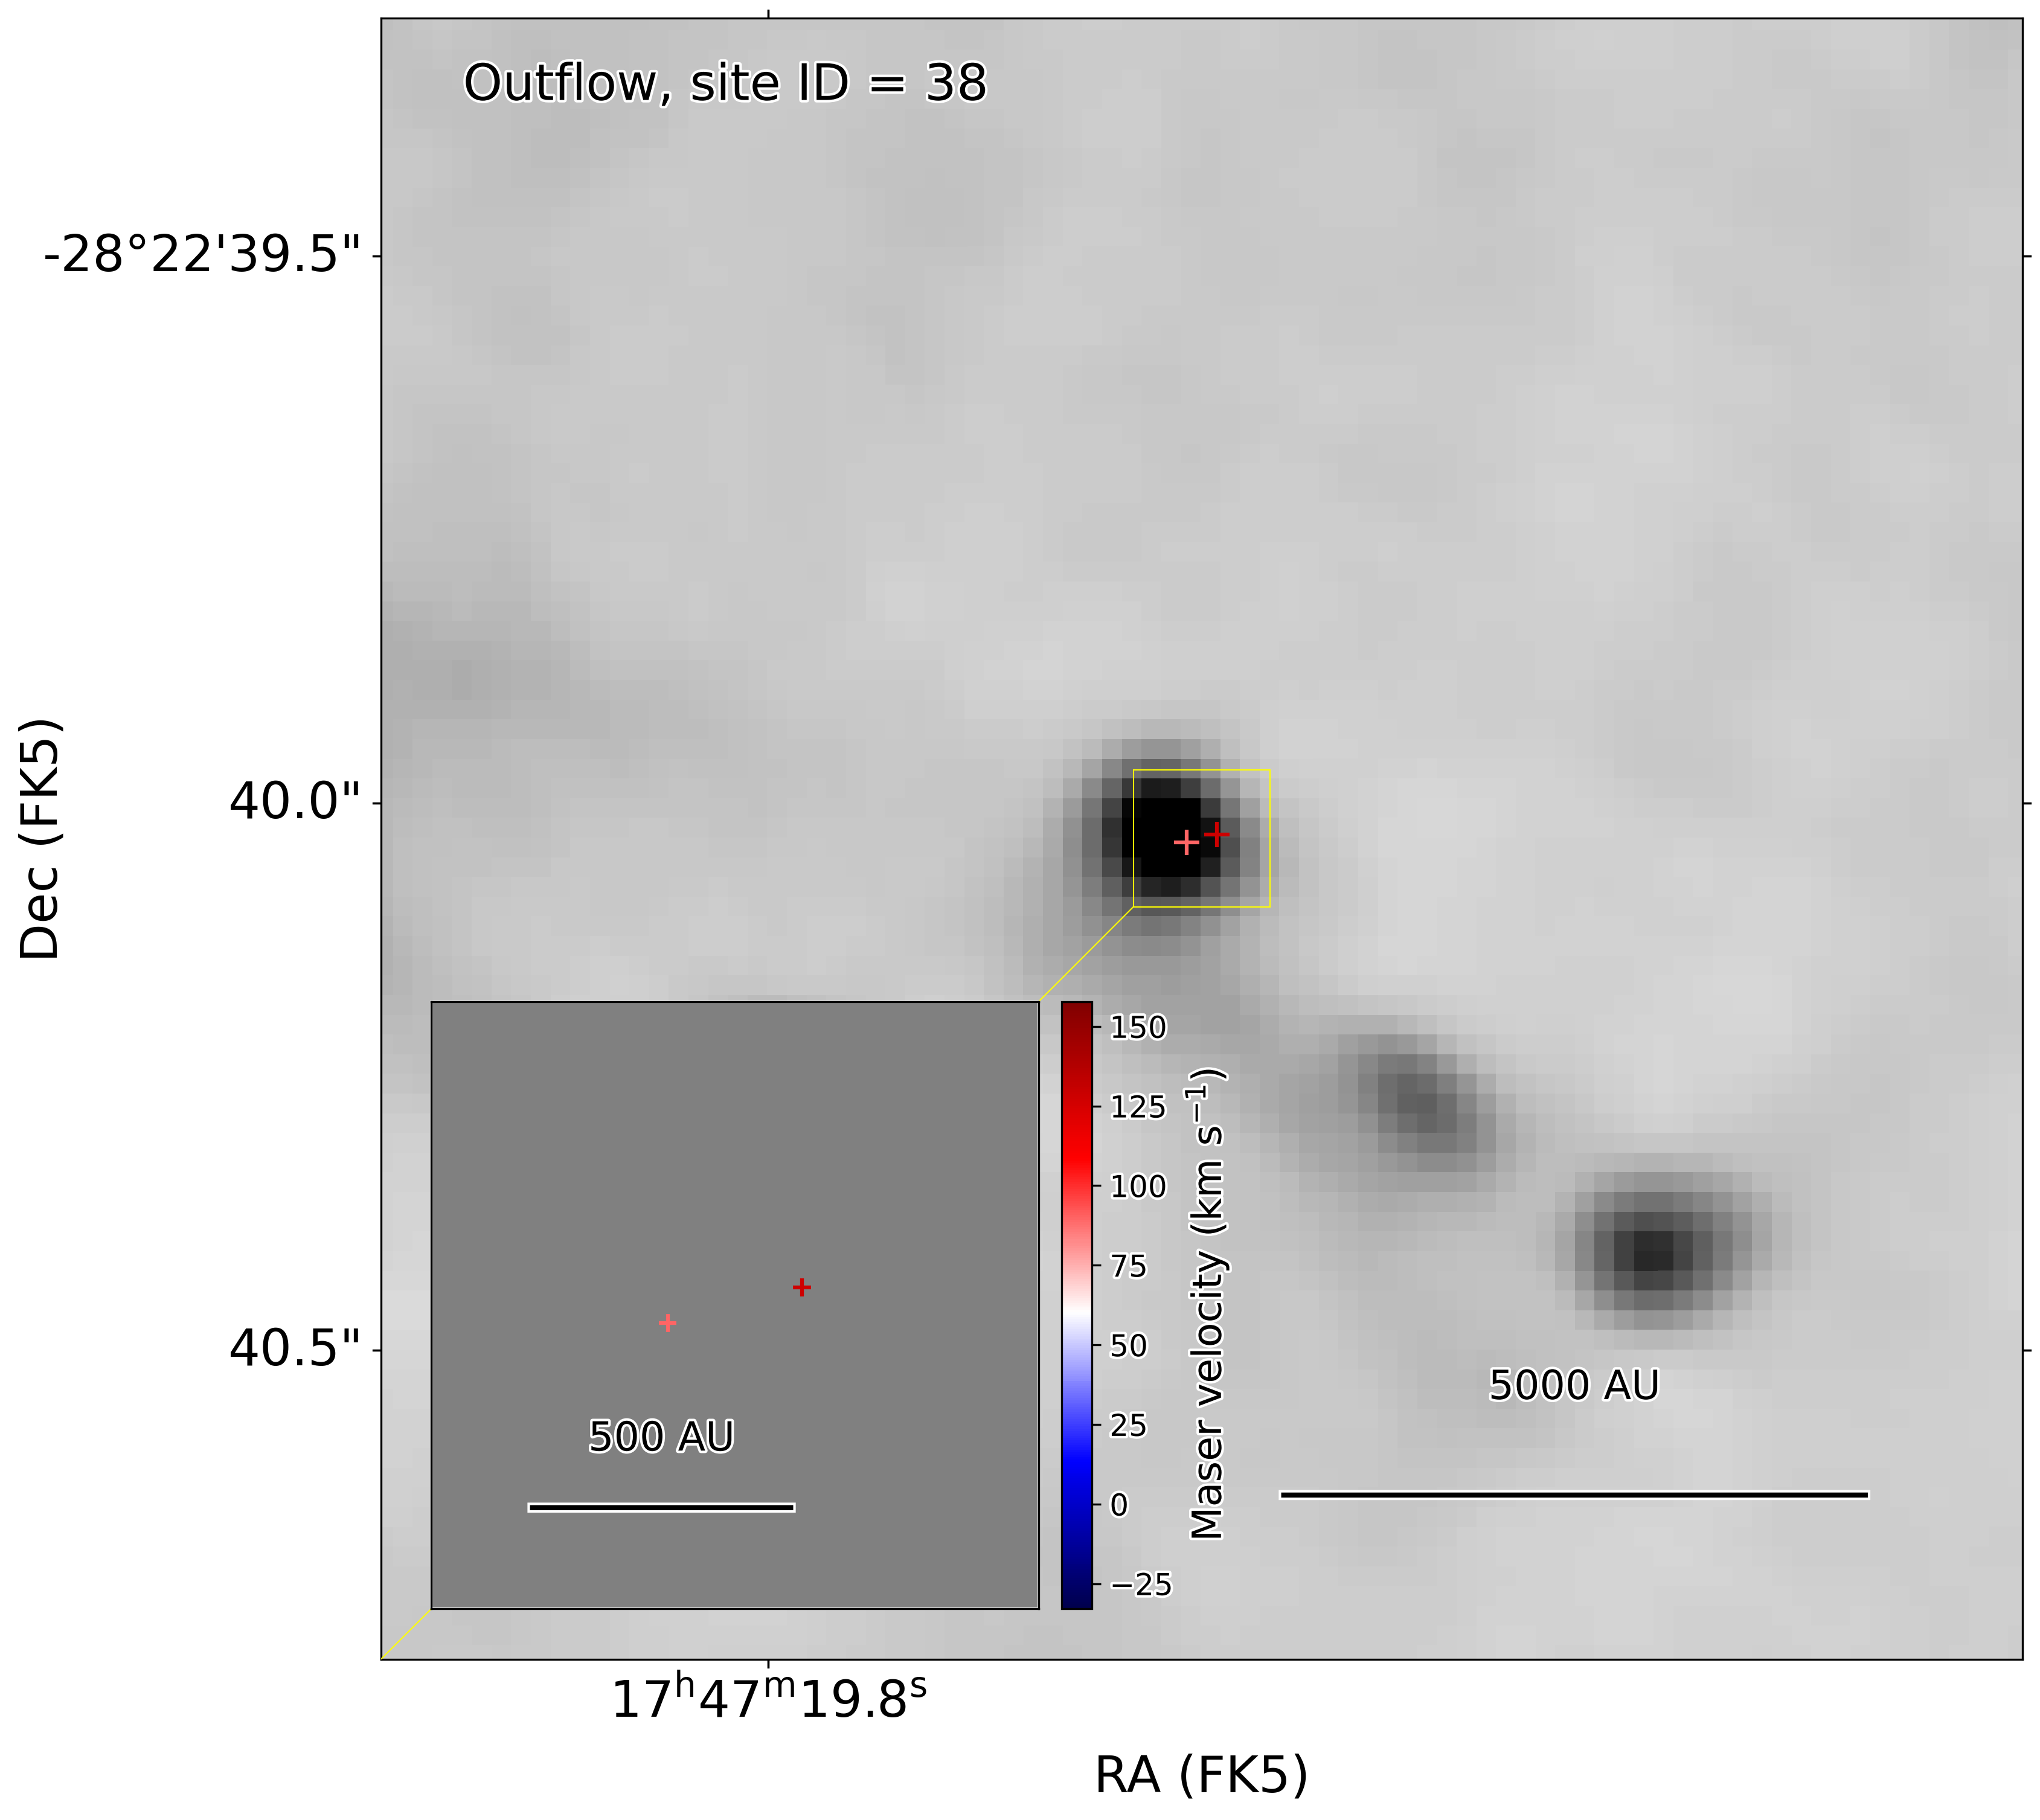 Outflow, site ID = 38
-28°22'39.5"
40.0"
40.5"
Dec (FK5)
150
125
100
75
50
25
0
−25
Maser velocity (km s⁻¹)
500 AU
5000 AU
17ʰ47ᵐ19.8ˢ
RA (FK5)